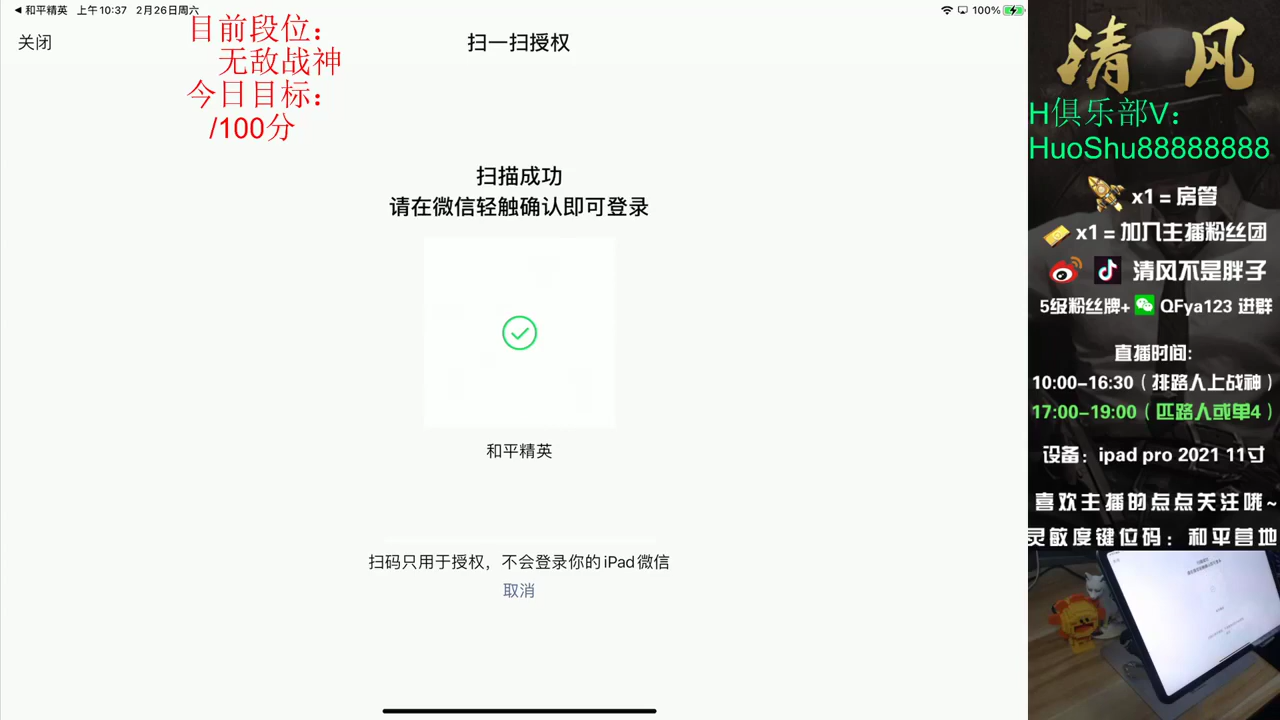 和平精英 上午10:37 2月26日周六
100%
关闭
扫一扫授权
目前段位：
无敌战神
今日目标：
/100分
扫描成功
请在微信轻触确认即可登录
和平精英
扫码只用于授权，不会登录你的iPad微信
取消
清风
H俱乐部V：
HuoShu88888888
x1 = 房管
x1 = 加入主播粉丝团
清风不是胖子
5级粉丝牌+ QFya123 进群
直播时间:
10:00-16:30（排路人上战神）
17:00-19:00（匹路人或单4）
设备：ipad pro 2021 11寸
喜欢主播的点点关注哦~
灵敏度键位码：和平营地